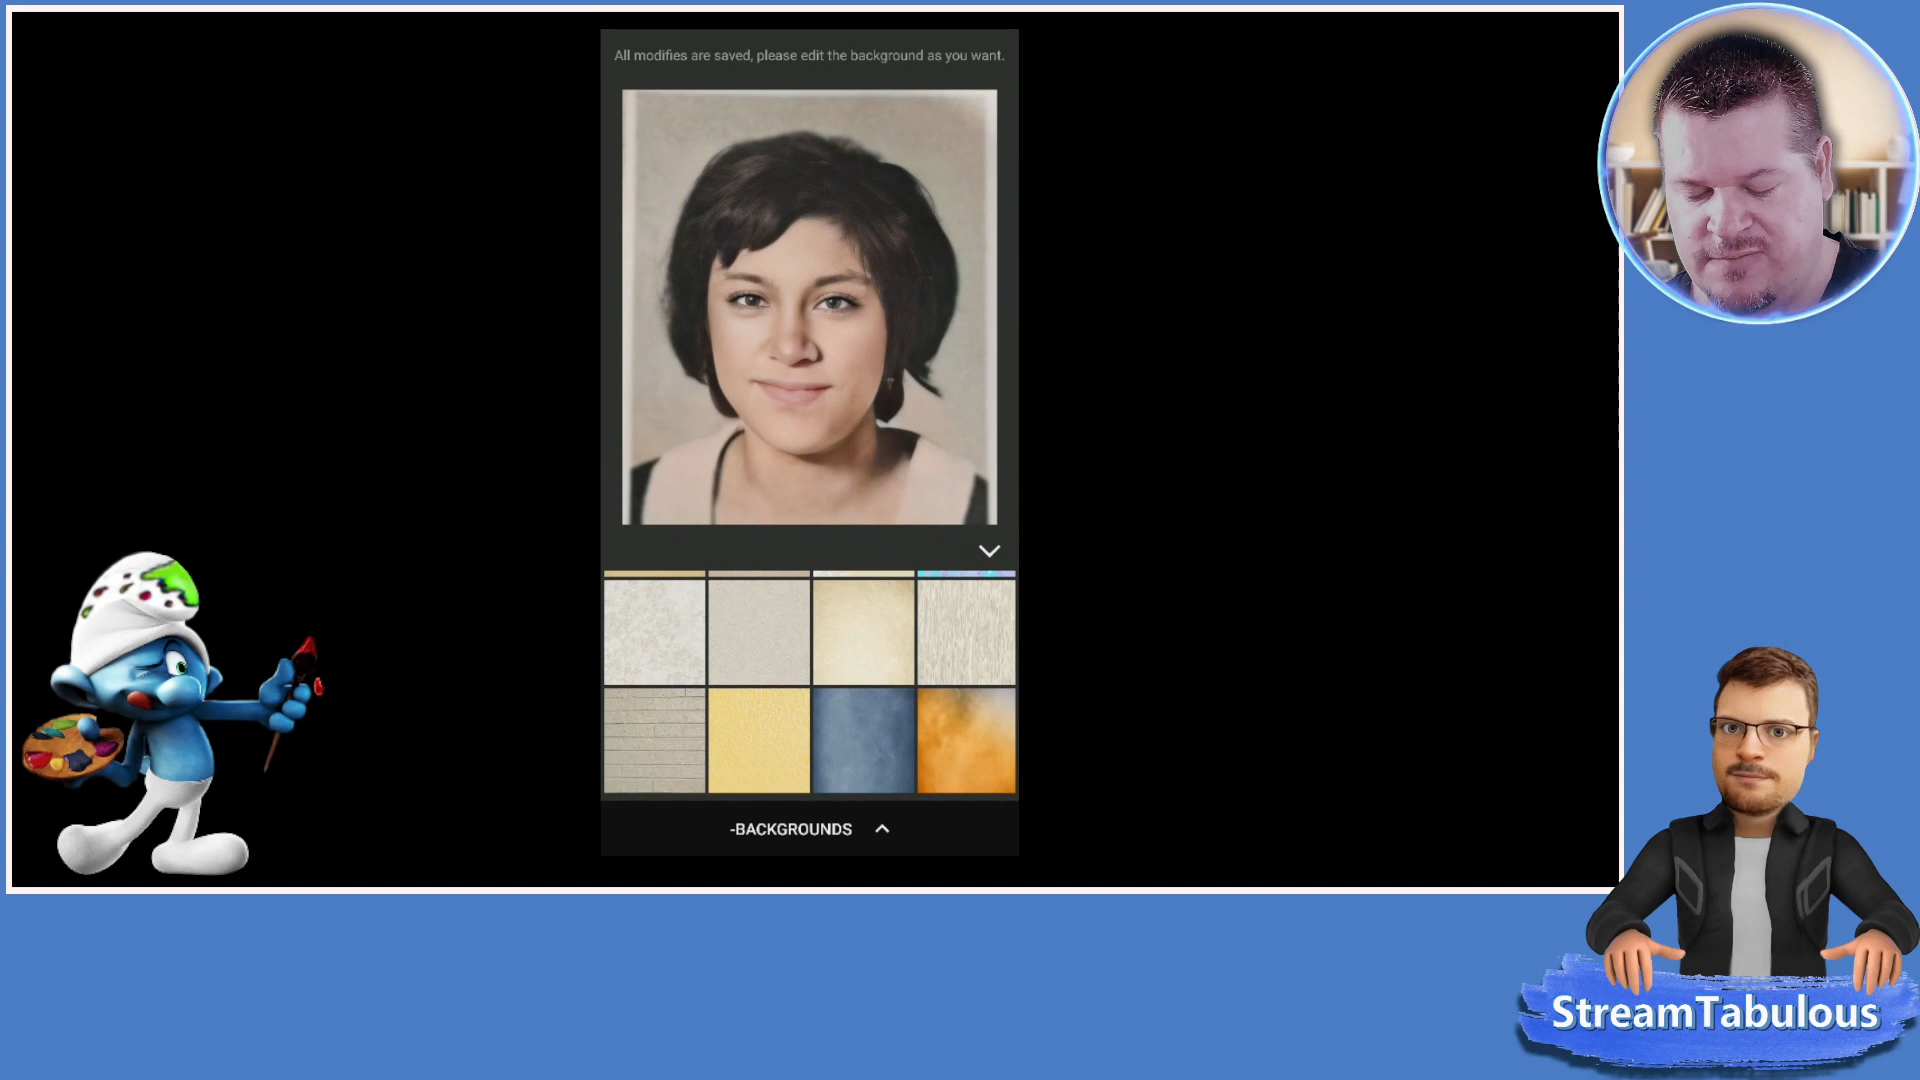 All modifies are saved, please edit the background as you want.
-BACKGROUNDS
StreamTabulous